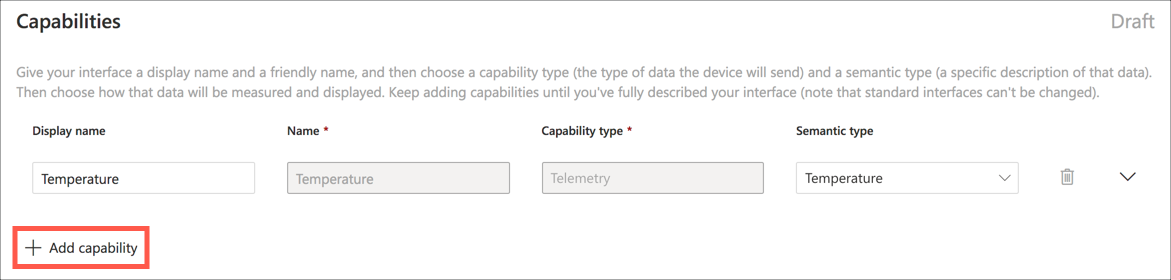 Capabilities
Draft
Give your interface a display name and a friendly name, and then choose a capability type (the type of data the device will send) and a semantic type (a specific description of that data).
Then choose how that data will be measured and displayed. Keep adding capabilities until you've fully described your interface (note that standard interfaces can't be changed).
Display name Name * Capability type * Semantic type
Temperature Temperature Telemetry Temperature
+ Add capability